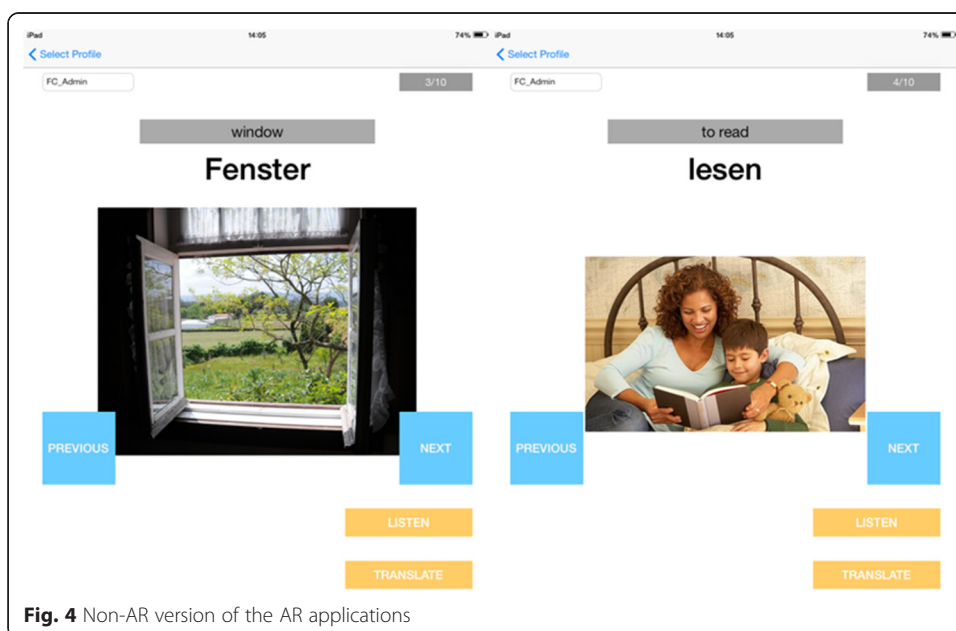 iPad 14:05 74%
Select Profile
FC_Admin 3/10
window
Fenster
PREVIOUS NEXT
LISTEN
TRANSLATE
iPad 14:05 74%
Select Profile
FC_Admin 4/10
to read
lesen
PREVIOUS NEXT
LISTEN
TRANSLATE
Fig. 4 Non-AR version of the AR applications